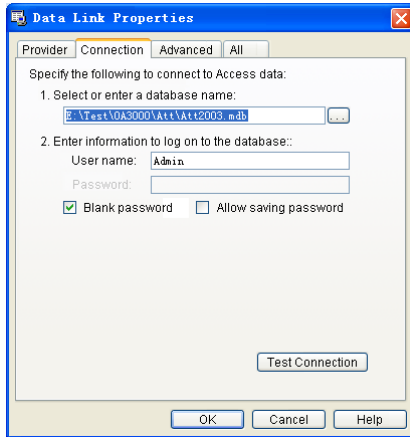 Data Link Properties
Provider Connection Advanced All
Specify the following to connect to Access data:
1. Select or enter a database name:
E:\Test\OA3000\Att\Att2003.mdb ...
2. Enter information to log on to the database::
User name: Admin
Password:
Blank password Allow saving password
Test Connection
OK Cancel Help